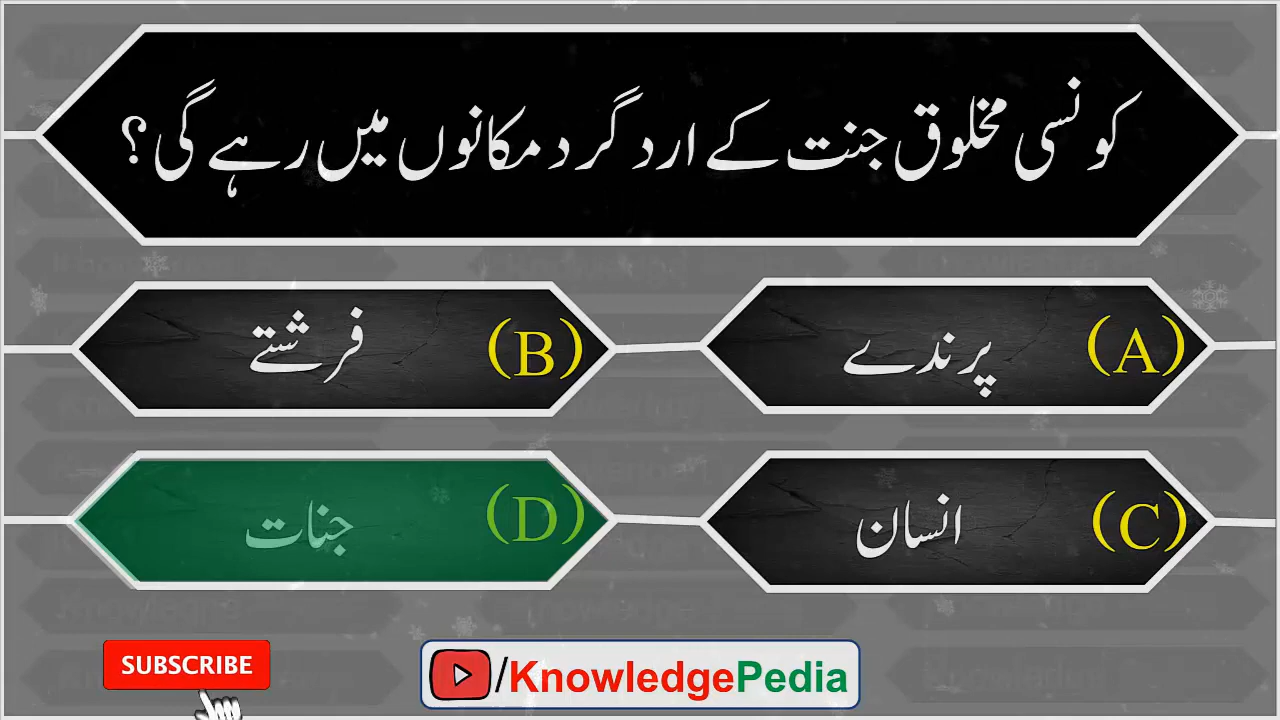 کونسی مخلوق جنت کے ارد گرد مکانوں میں رہے گی؟
(A) پرندے
(B) فرشتے
(C) انسان
(D) جنات
SUBSCRIBE
/KnowledgePedia